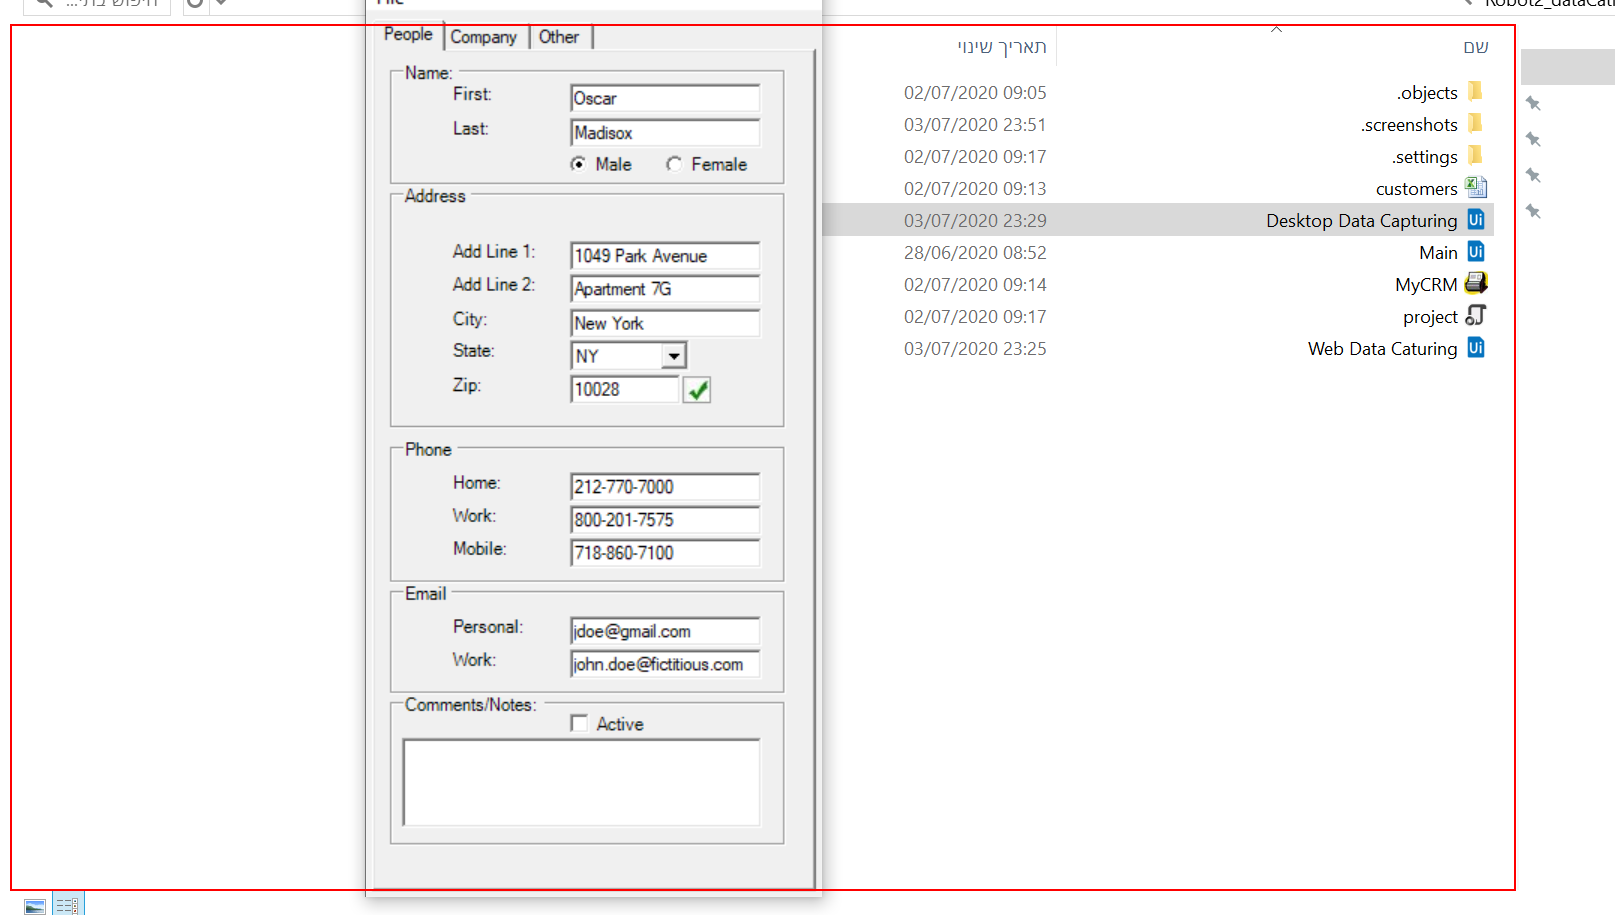 חיפוש בתי...
Robot2_dataCat
File
People Company Other
Name:
First: Oscar
Last: Madisox
Male Female
Address
Add Line 1: 1049 Park Avenue
Add Line 2: Apartment 7G
City: New York
State: NY
Zip: 10028
Phone
Home: 212-770-7000
Work: 800-201-7575
Mobile: 718-860-7100
Email
Personal: jdoe@gmail.com
Work: john.doe@fictitious.com
Comments/Notes:
Active
שם תאריך שינוי
.objects 02/07/2020 09:05
.screenshots 03/07/2020 23:51
.settings 02/07/2020 09:17
customers 02/07/2020 09:13
Desktop Data Capturing 03/07/2020 23:29
Main 28/06/2020 08:52
MyCRM 02/07/2020 09:14
project 02/07/2020 09:17
Web Data Caturing 03/07/2020 23:25